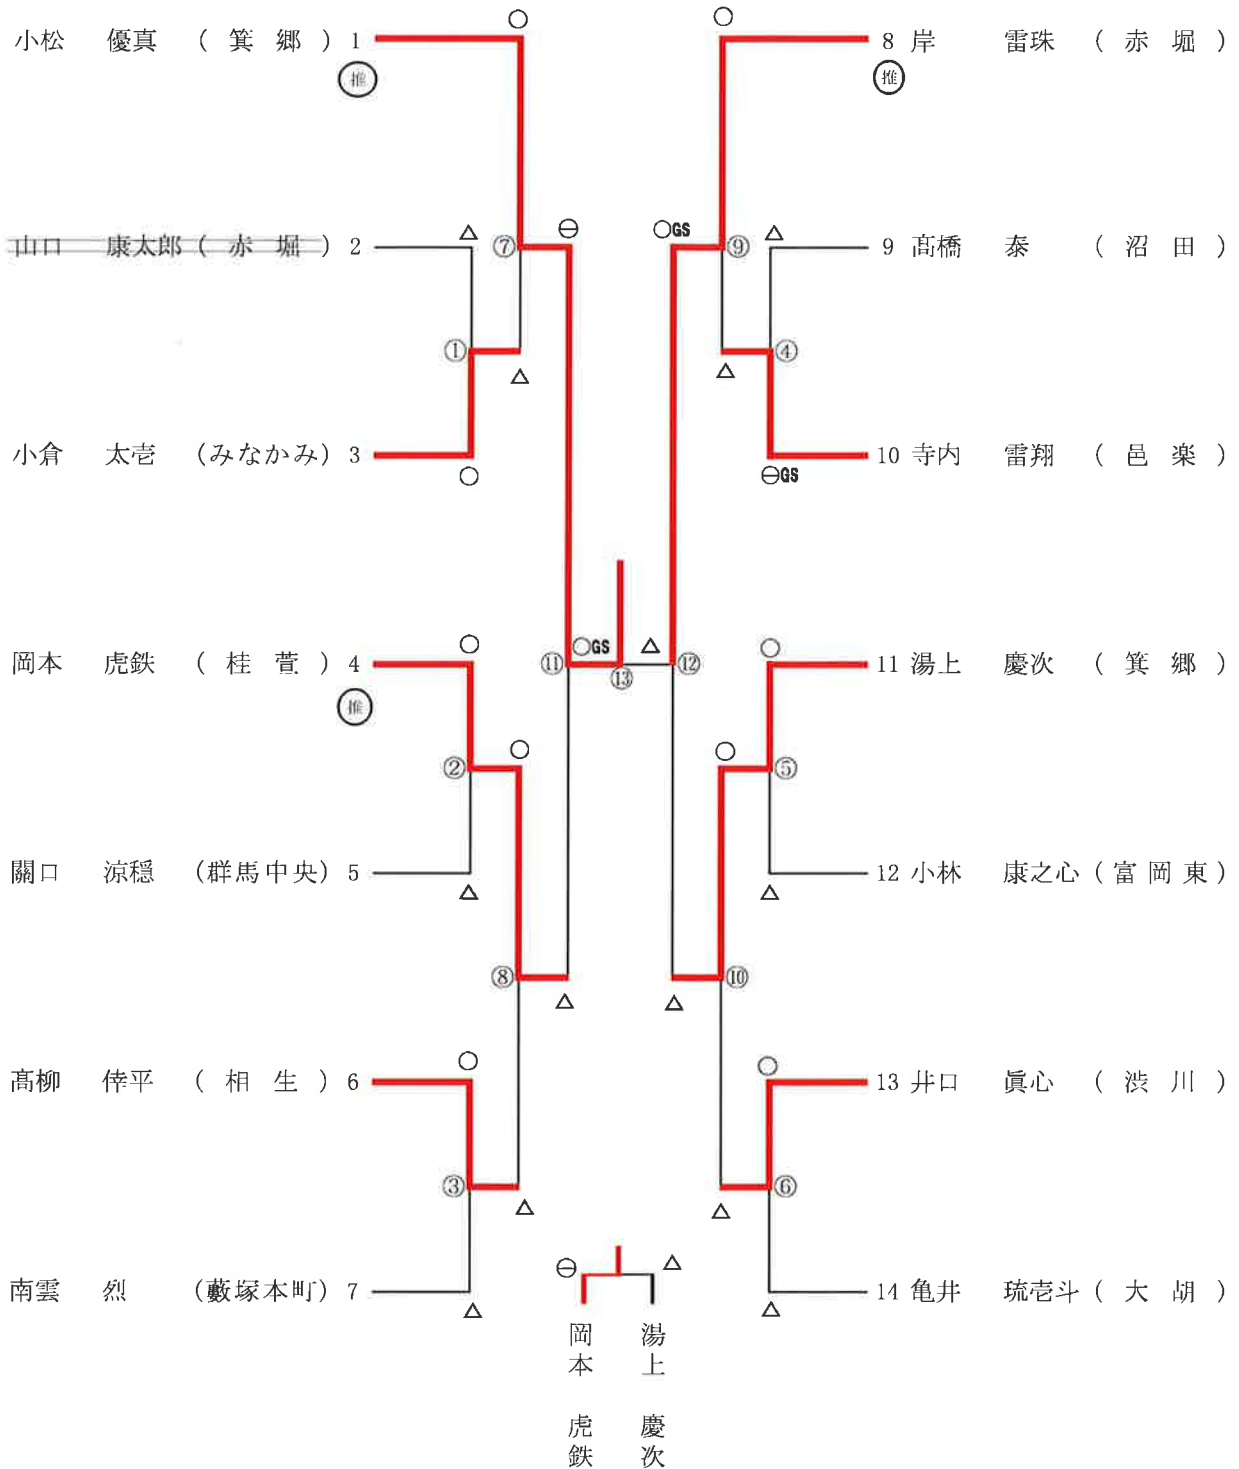 小松 優真 (箕郷) 1
推
山口 康太郎 (赤堀) 2
小倉 太壱 (みなかみ) 3
岡本 虎鉄 (桂萱) 4
推
關口 涼穏 (群馬中央) 5
髙柳 倖平 (相生) 6
南雲 烈 (藪塚本町) 7
○
△
⑦
①
△
○
○
②
○
△
⑧
○
③
△
△
⊖
⑪
○GS
⑬
△
△
⑫
○GS
△
○
⑨
△
④
△
⊖GS
○
⑤
○
△
⑩
○
⑥
△
△
8 岸 雷珠 (赤堀)
推
9 髙橋 泰 (沼田)
10 寺内 雷翔 (邑楽)
11 湯上 慶次 (箕郷)
12 小林 康之心 (富岡東)
13 井口 眞心 (渋川)
14 亀井 琉壱斗 (大胡)
⊖
△
岡本 虎鉄
湯上 慶次